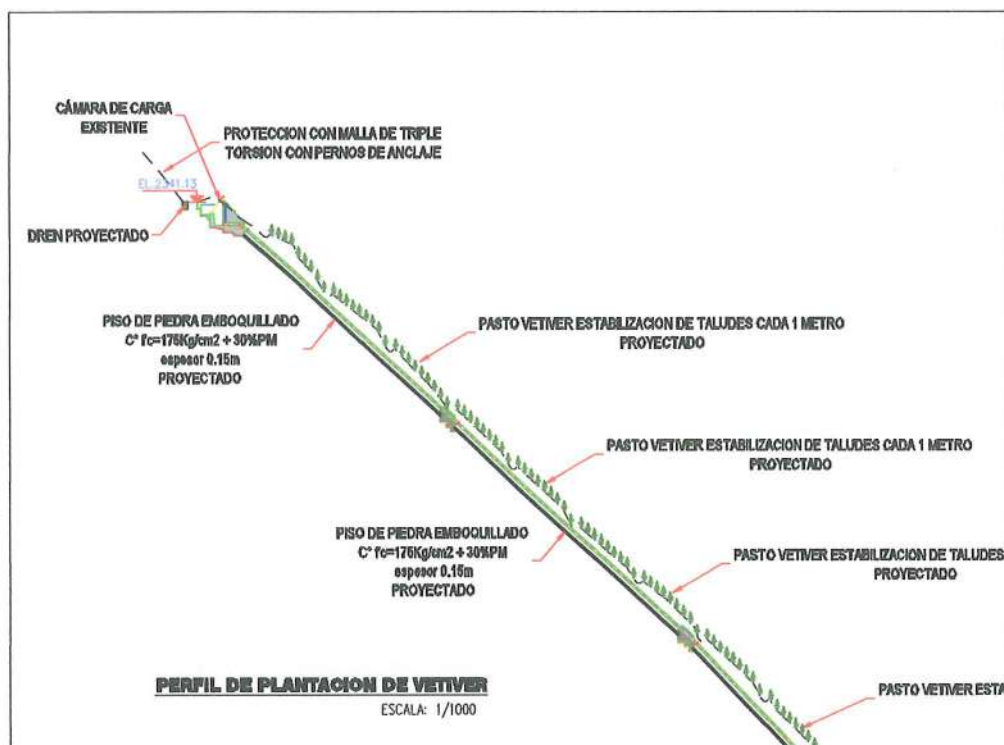 CÁMARA DE CARGA
EXISTENTE
PROTECCION CON MALLA DE TRIPLE
TORSION CON PERNOS DE ANCLAJE
EL.2341.13
DREN PROYECTADO
PISO DE PIEDRA EMBOQUILLADO
C° f'c=175Kg/cm2 + 30%PM
espesor 0.15m
PROYECTADO
PASTO VETIVER ESTABILIZACION DE TALUDES CADA 1 METRO
PROYECTADO
PASTO VETIVER ESTABILIZACION DE TALUDES CADA 1 METRO
PROYECTADO
PISO DE PIEDRA EMBOQUILLADO
C° f'c=175Kg/cm2 + 30%PM
espesor 0.15m
PROYECTADO
PASTO VETIVER ESTABILIZACION DE TALUDES
PROYECTADO
PASTO VETIVER ESTA
PERFIL DE PLANTACION DE VETIVER
ESCALA: 1/1000